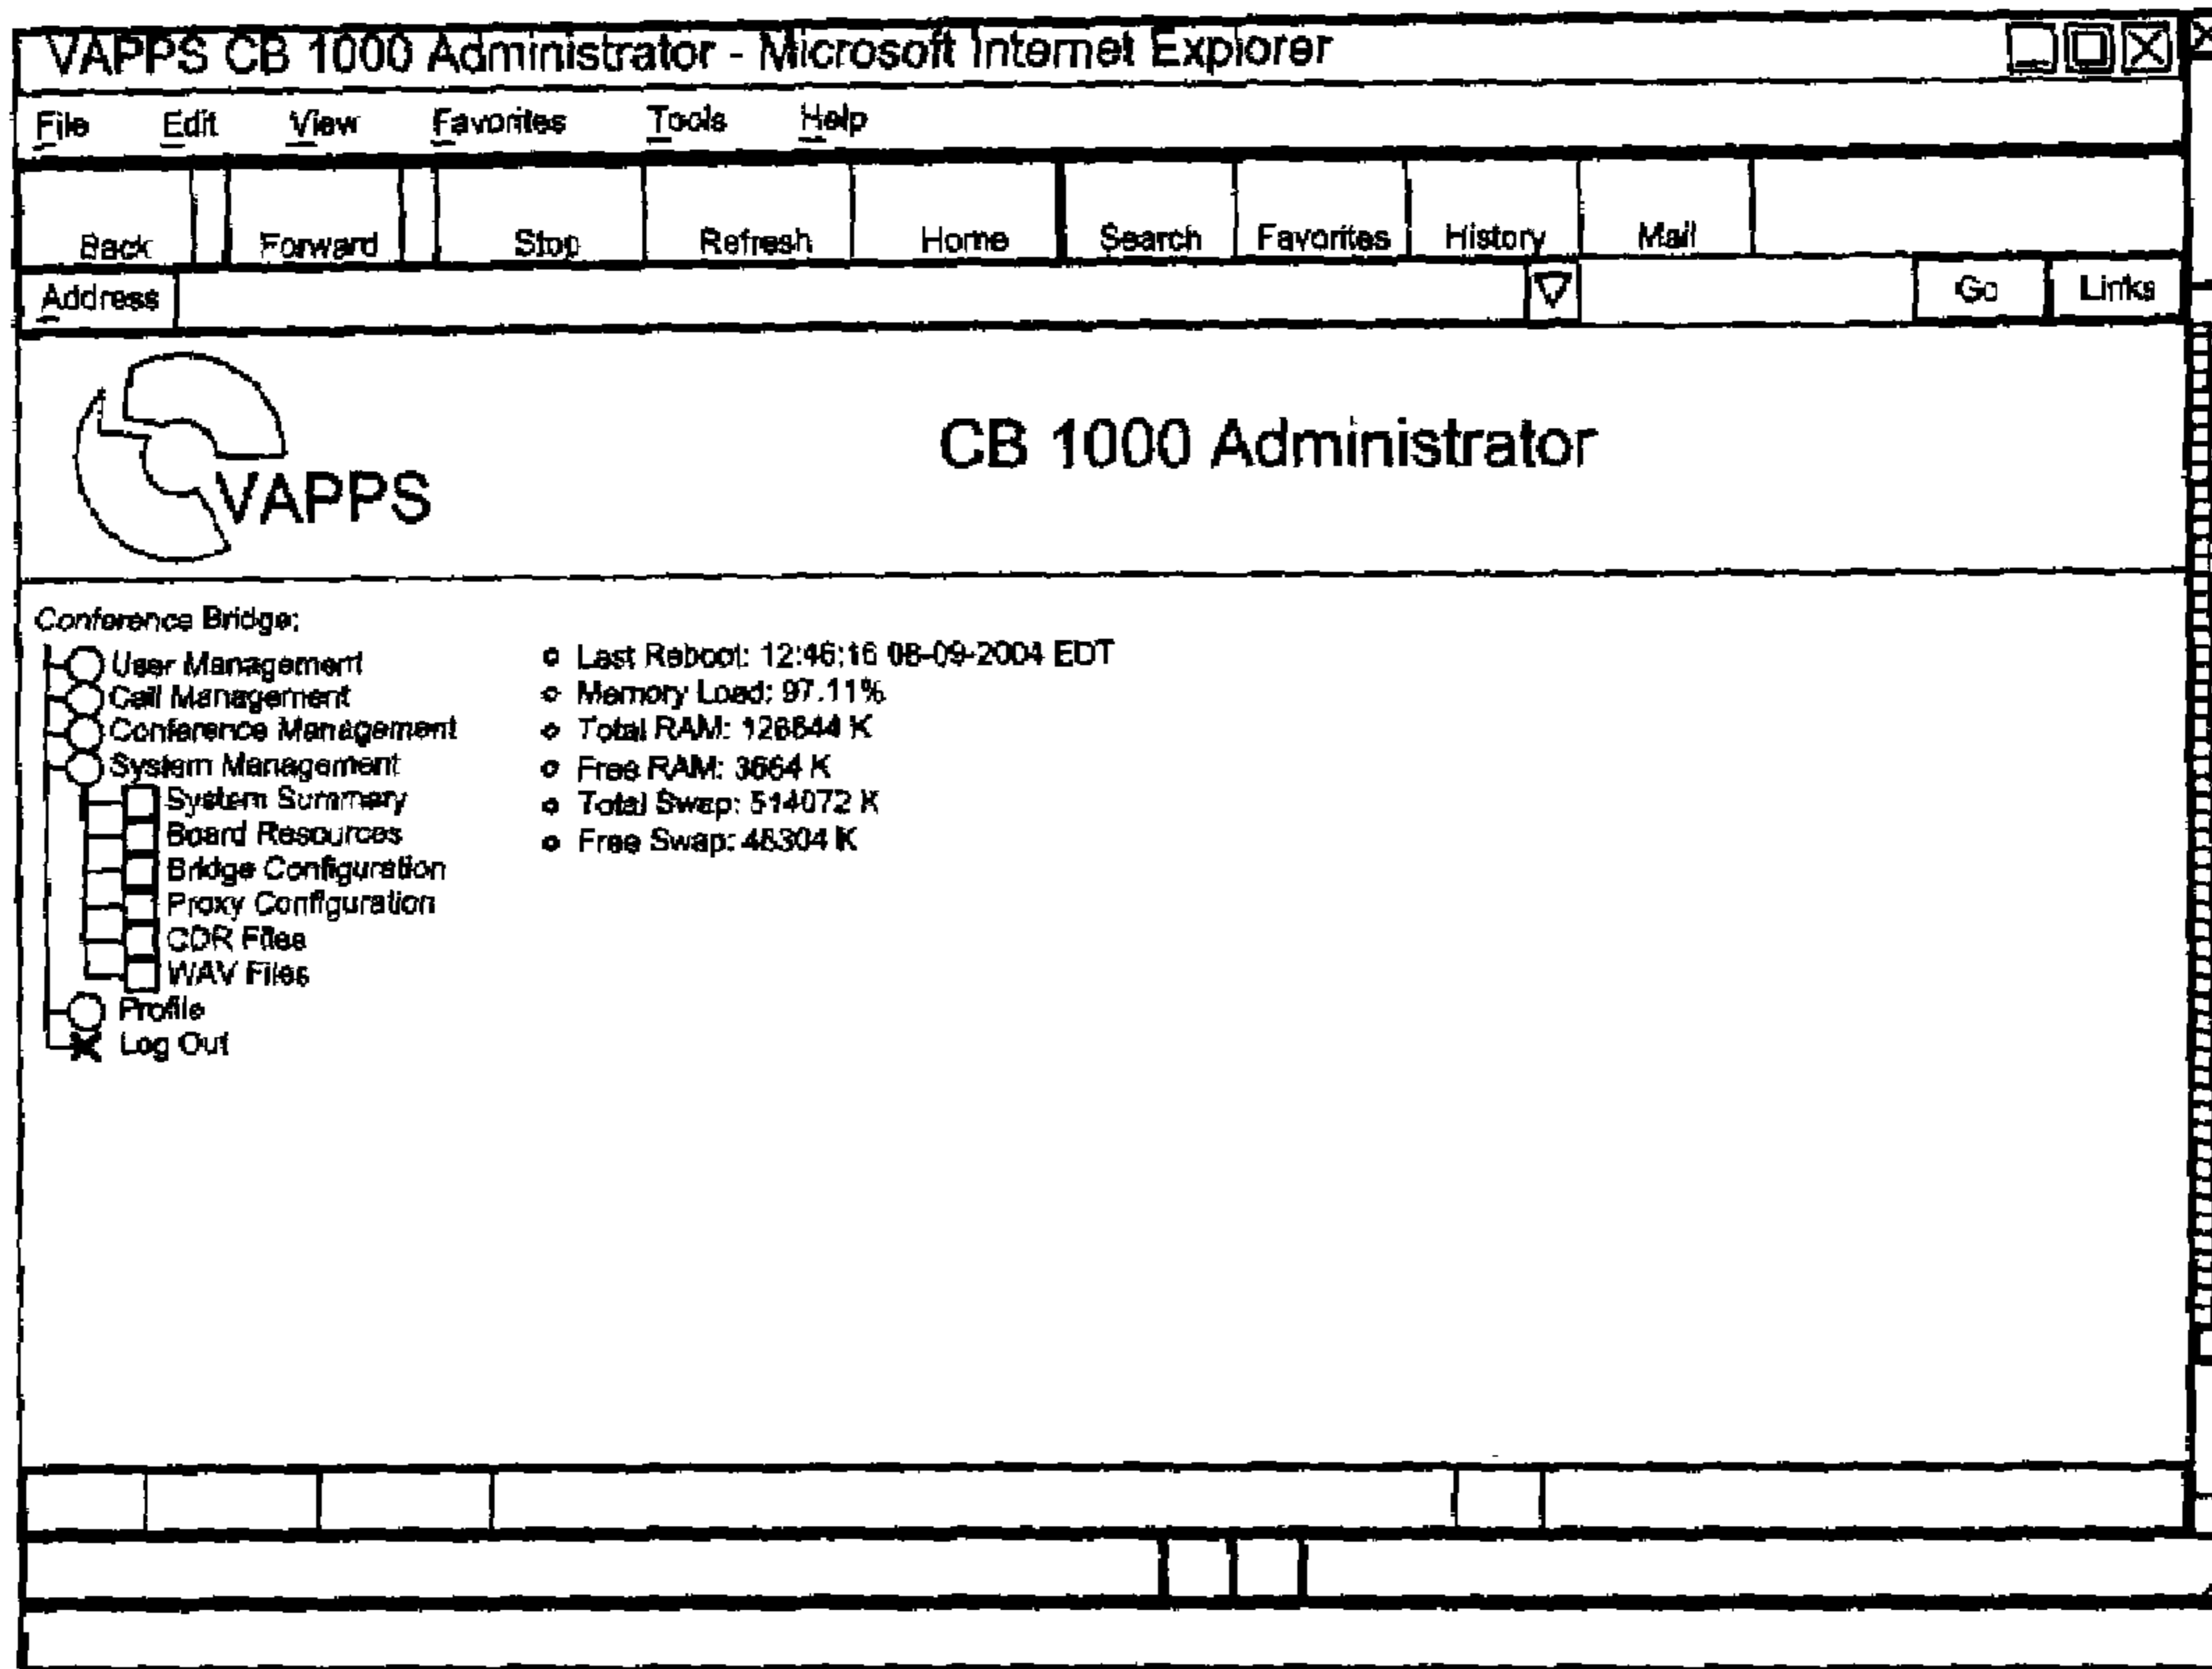 VAPPS CB 1000 Administrator - Microsoft Internet Explorer
File Edit View Favorites Tools Help
Back Forward Stop Refresh Home Search Favorites History Mail
Address Go Links
VAPPS
CB 1000 Administrator
Conference Bridge:
User Management
Call Management
Conference Management
System Management
System Summary
Board Resources
Bridge Configuration
Proxy Configuration
CDR Files
WAV Files
Profile
Log Out
Last Reboot: 12:46:16 08-09-2004 EDT
Memory Load: 97.11%
Total RAM: 126844 K
Free RAM: 3664 K
Total Swap: 514072 K
Free Swap: K